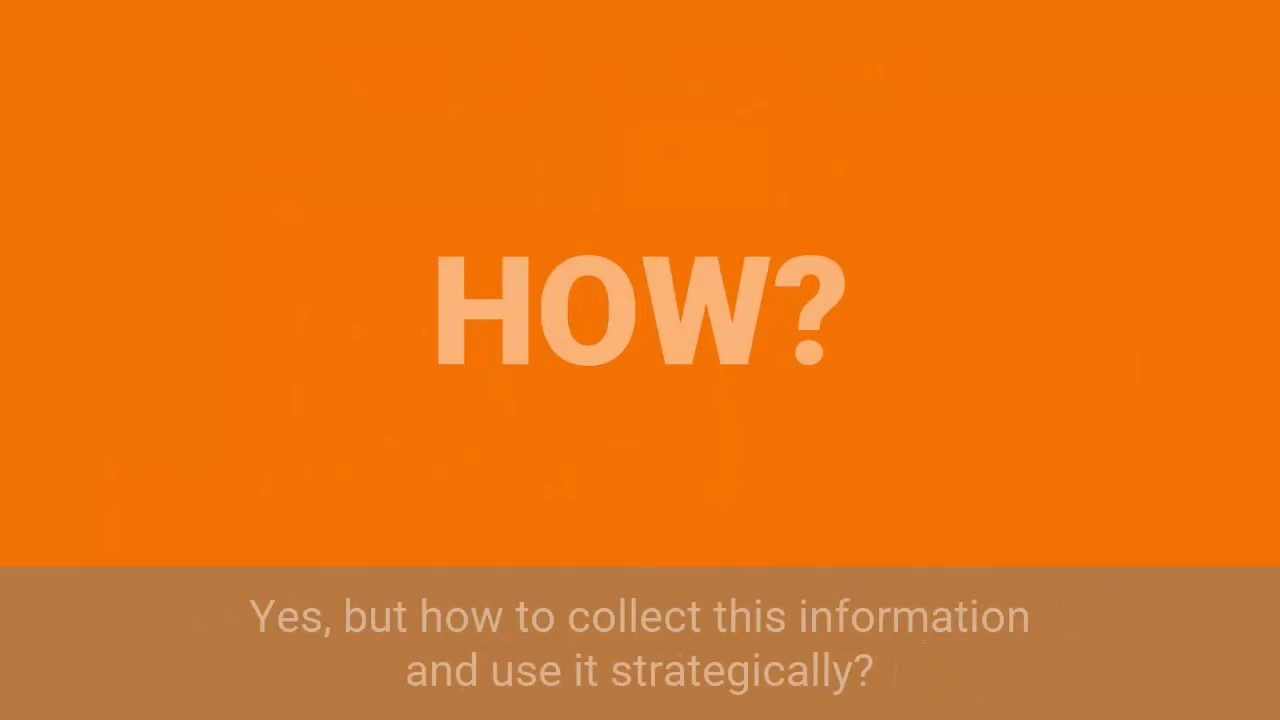 HOW?
Yes, but how to collect this information
and use it strategically?